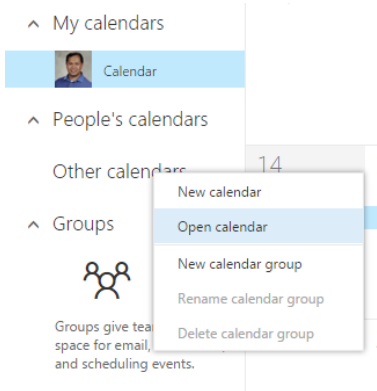 My calendars
Calendar
People's calendars
Other calendars
14
New calendar
Open calendar
Groups
New calendar group
Rename calendar group
Delete calendar group
Groups give
space for email,
and scheduling events.